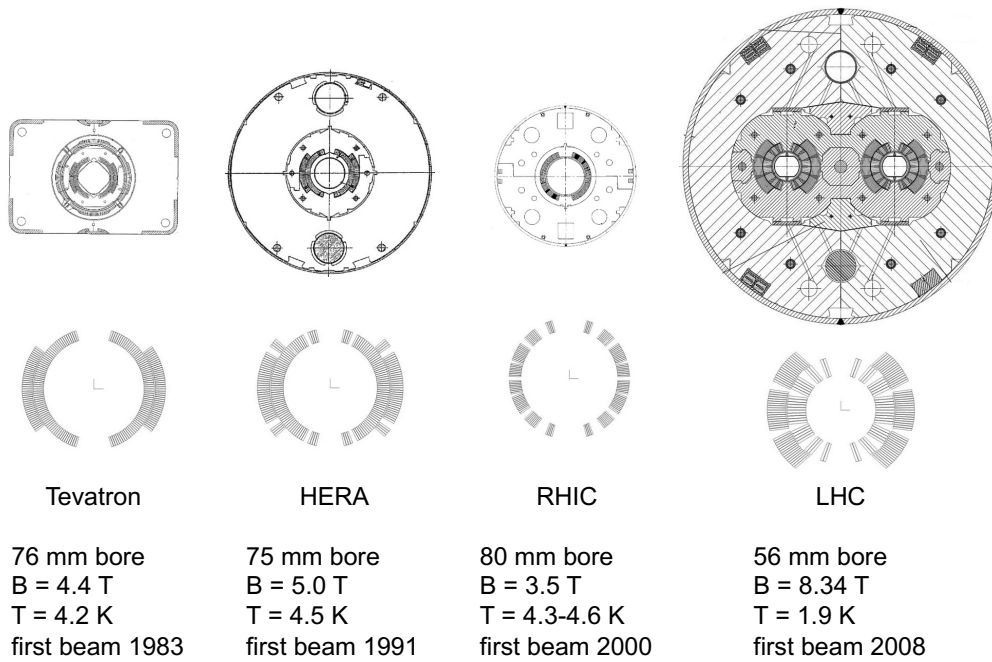 Tevatron
76 mm bore
B = 4.4 T
T = 4.2 K
first beam 1983
HERA
75 mm bore
B = 5.0 T
T = 4.5 K
first beam 1991
RHIC
80 mm bore
B = 3.5 T
T = 4.3-4.6 K
first beam 2000
LHC
56 mm bore
B = 8.34 T
T = 1.9 K
first beam 2008